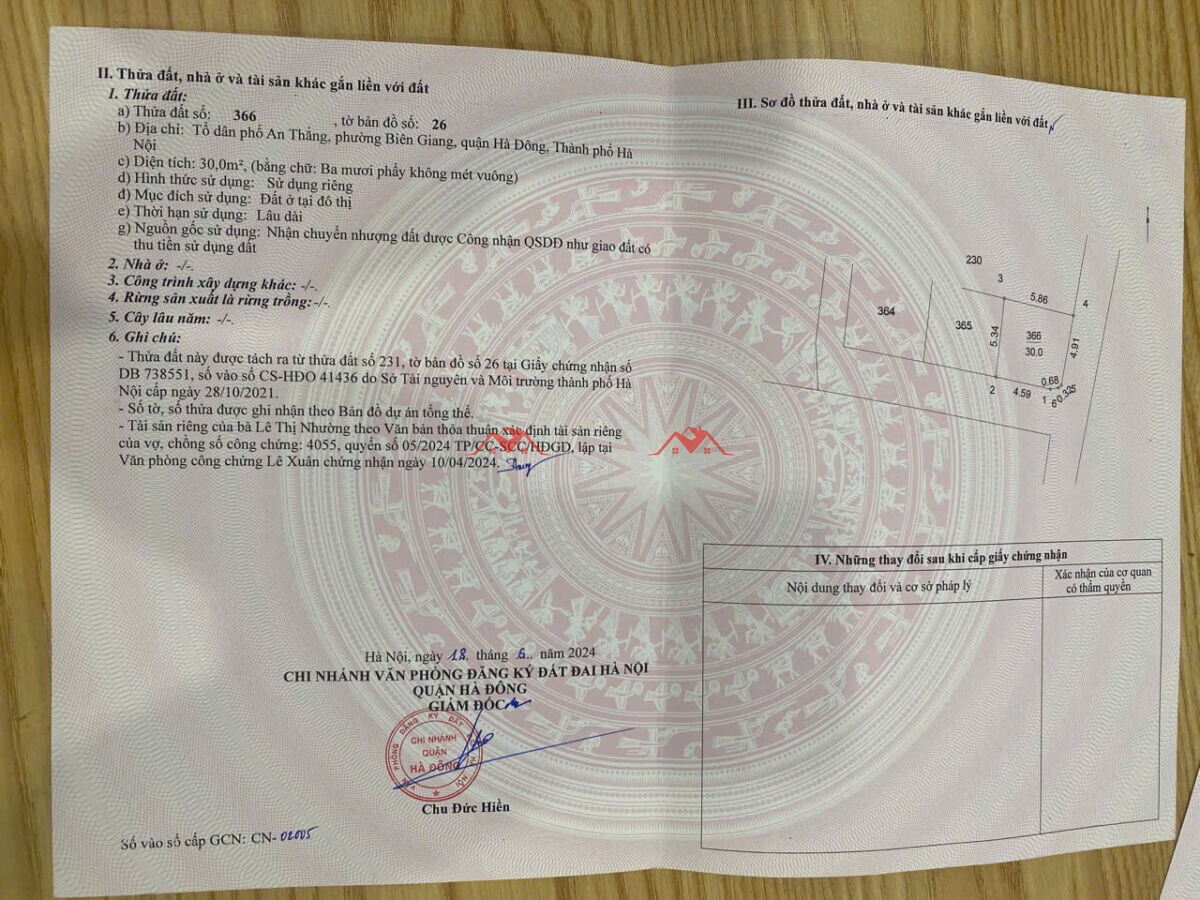 II. Thửa đất, nhà ở và tài sản khác gắn liền với đất
1. Thửa đất:
a) Thửa đất số: 366 , tờ bản đồ số: 26
b) Địa chỉ: Tổ dân phố An Thắng, phường Biên Giang, quận Hà Đông, Thành phố Hà
Nội
c) Diện tích: 30,0m², (bằng chữ: Ba mươi phẩy không mét vuông)
d) Hình thức sử dụng: Sử dụng riêng
đ) Mục đích sử dụng: Đất ở tại đô thị
e) Thời hạn sử dụng: Lâu dài
g) Nguồn gốc sử dụng: Nhận chuyển nhượng đất được Công nhận QSDĐ như giao đất có
thu tiền sử dụng đất
2. Nhà ở: -/-.
3. Công trình xây dựng khác: -/-.
4. Rừng sản xuất là rừng trồng: -/-.
5. Cây lâu năm: -/-.
6. Ghi chú:
- Thửa đất này được tách ra từ thửa đất số 231, tờ bản đồ số 26 tại Giấy chứng nhận số
DB 738551, số vào sổ CS-HĐO 41436 do Sở Tài nguyên và Môi trường thành phố Hà
Nội cấp ngày 28/10/2021.
- Số tờ, số thửa được ghi nhận theo Bản đồ dự án tổng thể.
- Tài sản riêng của bà Lê Thị Nhường theo Văn bản thỏa thuận xác định tài sản riêng
của vợ, chồng số công chứng: 4055, quyển số 05/2024 TP/CC-SCC/HĐGD, lập tại
Văn phòng công chứng Lê Xuân chứng nhận ngày 10/04/2024.
Hà Nội, ngày 18. tháng 6.. năm 2024
CHI NHÁNH VĂN PHÒNG ĐĂNG KÝ ĐẤT ĐAI HÀ NỘI
QUẬN HÀ ĐÔNG
GIÁM ĐỐC
CHI NHÁNH
QUẬN
HÀ ĐÔNG
Chu Đức Hiền
Số vào sổ cấp GCN: CN-02005
III. Sơ đồ thửa đất, nhà ở và tài sản khác gắn liền với đất
230
3
4
5.86
364
365
5.34
366
30.0
4.91
2
4.59
0.68
1
6
0.325
IV. Những thay đổi sau khi cấp giấy chứng nhận
Nội dung thay đổi và cơ sở pháp lý
Xác nhận của cơ quan
có thẩm quyền